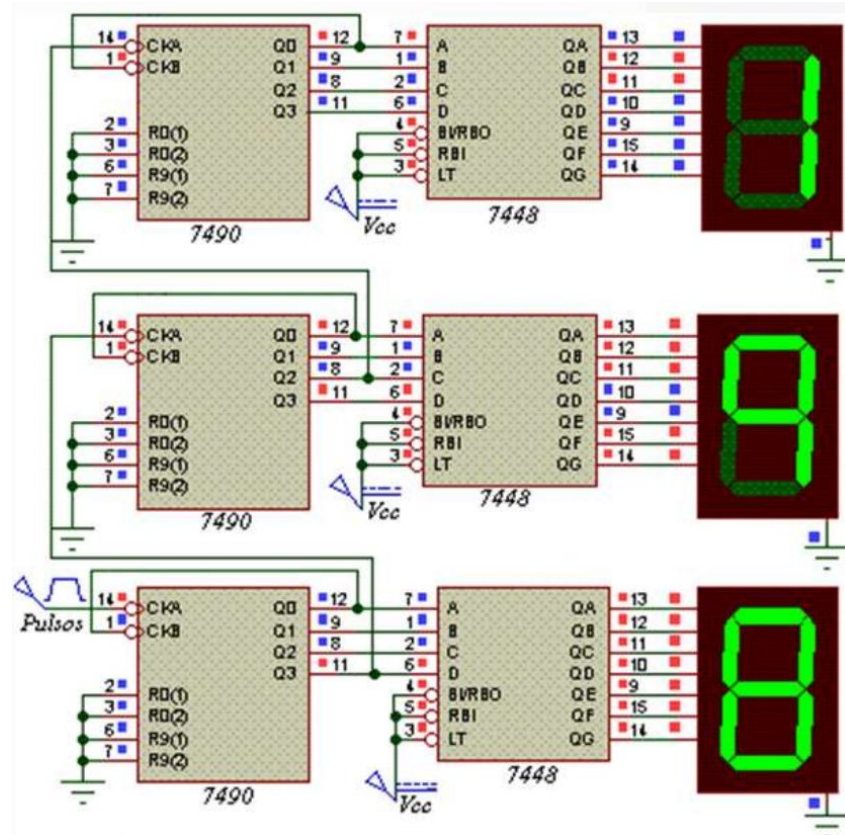 14 CKA Q0 12 7 A QA 13
1 CKB Q1 9 1 B QB 12
Q2 8 2 C QC 11
Q3 11 6 D QD 10
2 R0(1) 4 BI/RBO QE 9
3 R0(2) 5 RBI QF 15
6 R9(1) 3 LT QG 14
7 R9(2)
7490 Vcc 7448
14 CKA Q0 12 7 A QA 13
1 CKB Q1 9 1 B QB 12
Q2 8 2 C QC 11
Q3 11 6 D QD 10
2 R0(1) 4 BI/RBO QE 9
3 R0(2) 5 RBI QF 15
6 R9(1) 3 LT QG 14
7 R9(2)
7490 Vcc 7448
14 CKA Q0 12 7 A QA 13
Pulsos 1 CKB Q1 9 1 B QB 12
Q2 8 2 C QC 11
Q3 11 6 D QD 10
2 R0(1) 4 BI/RBO QE 9
3 R0(2) 5 RBI QF 15
6 R9(1) 3 LT QG 14
7 R9(2)
7490 Vcc 7448
1
9
8